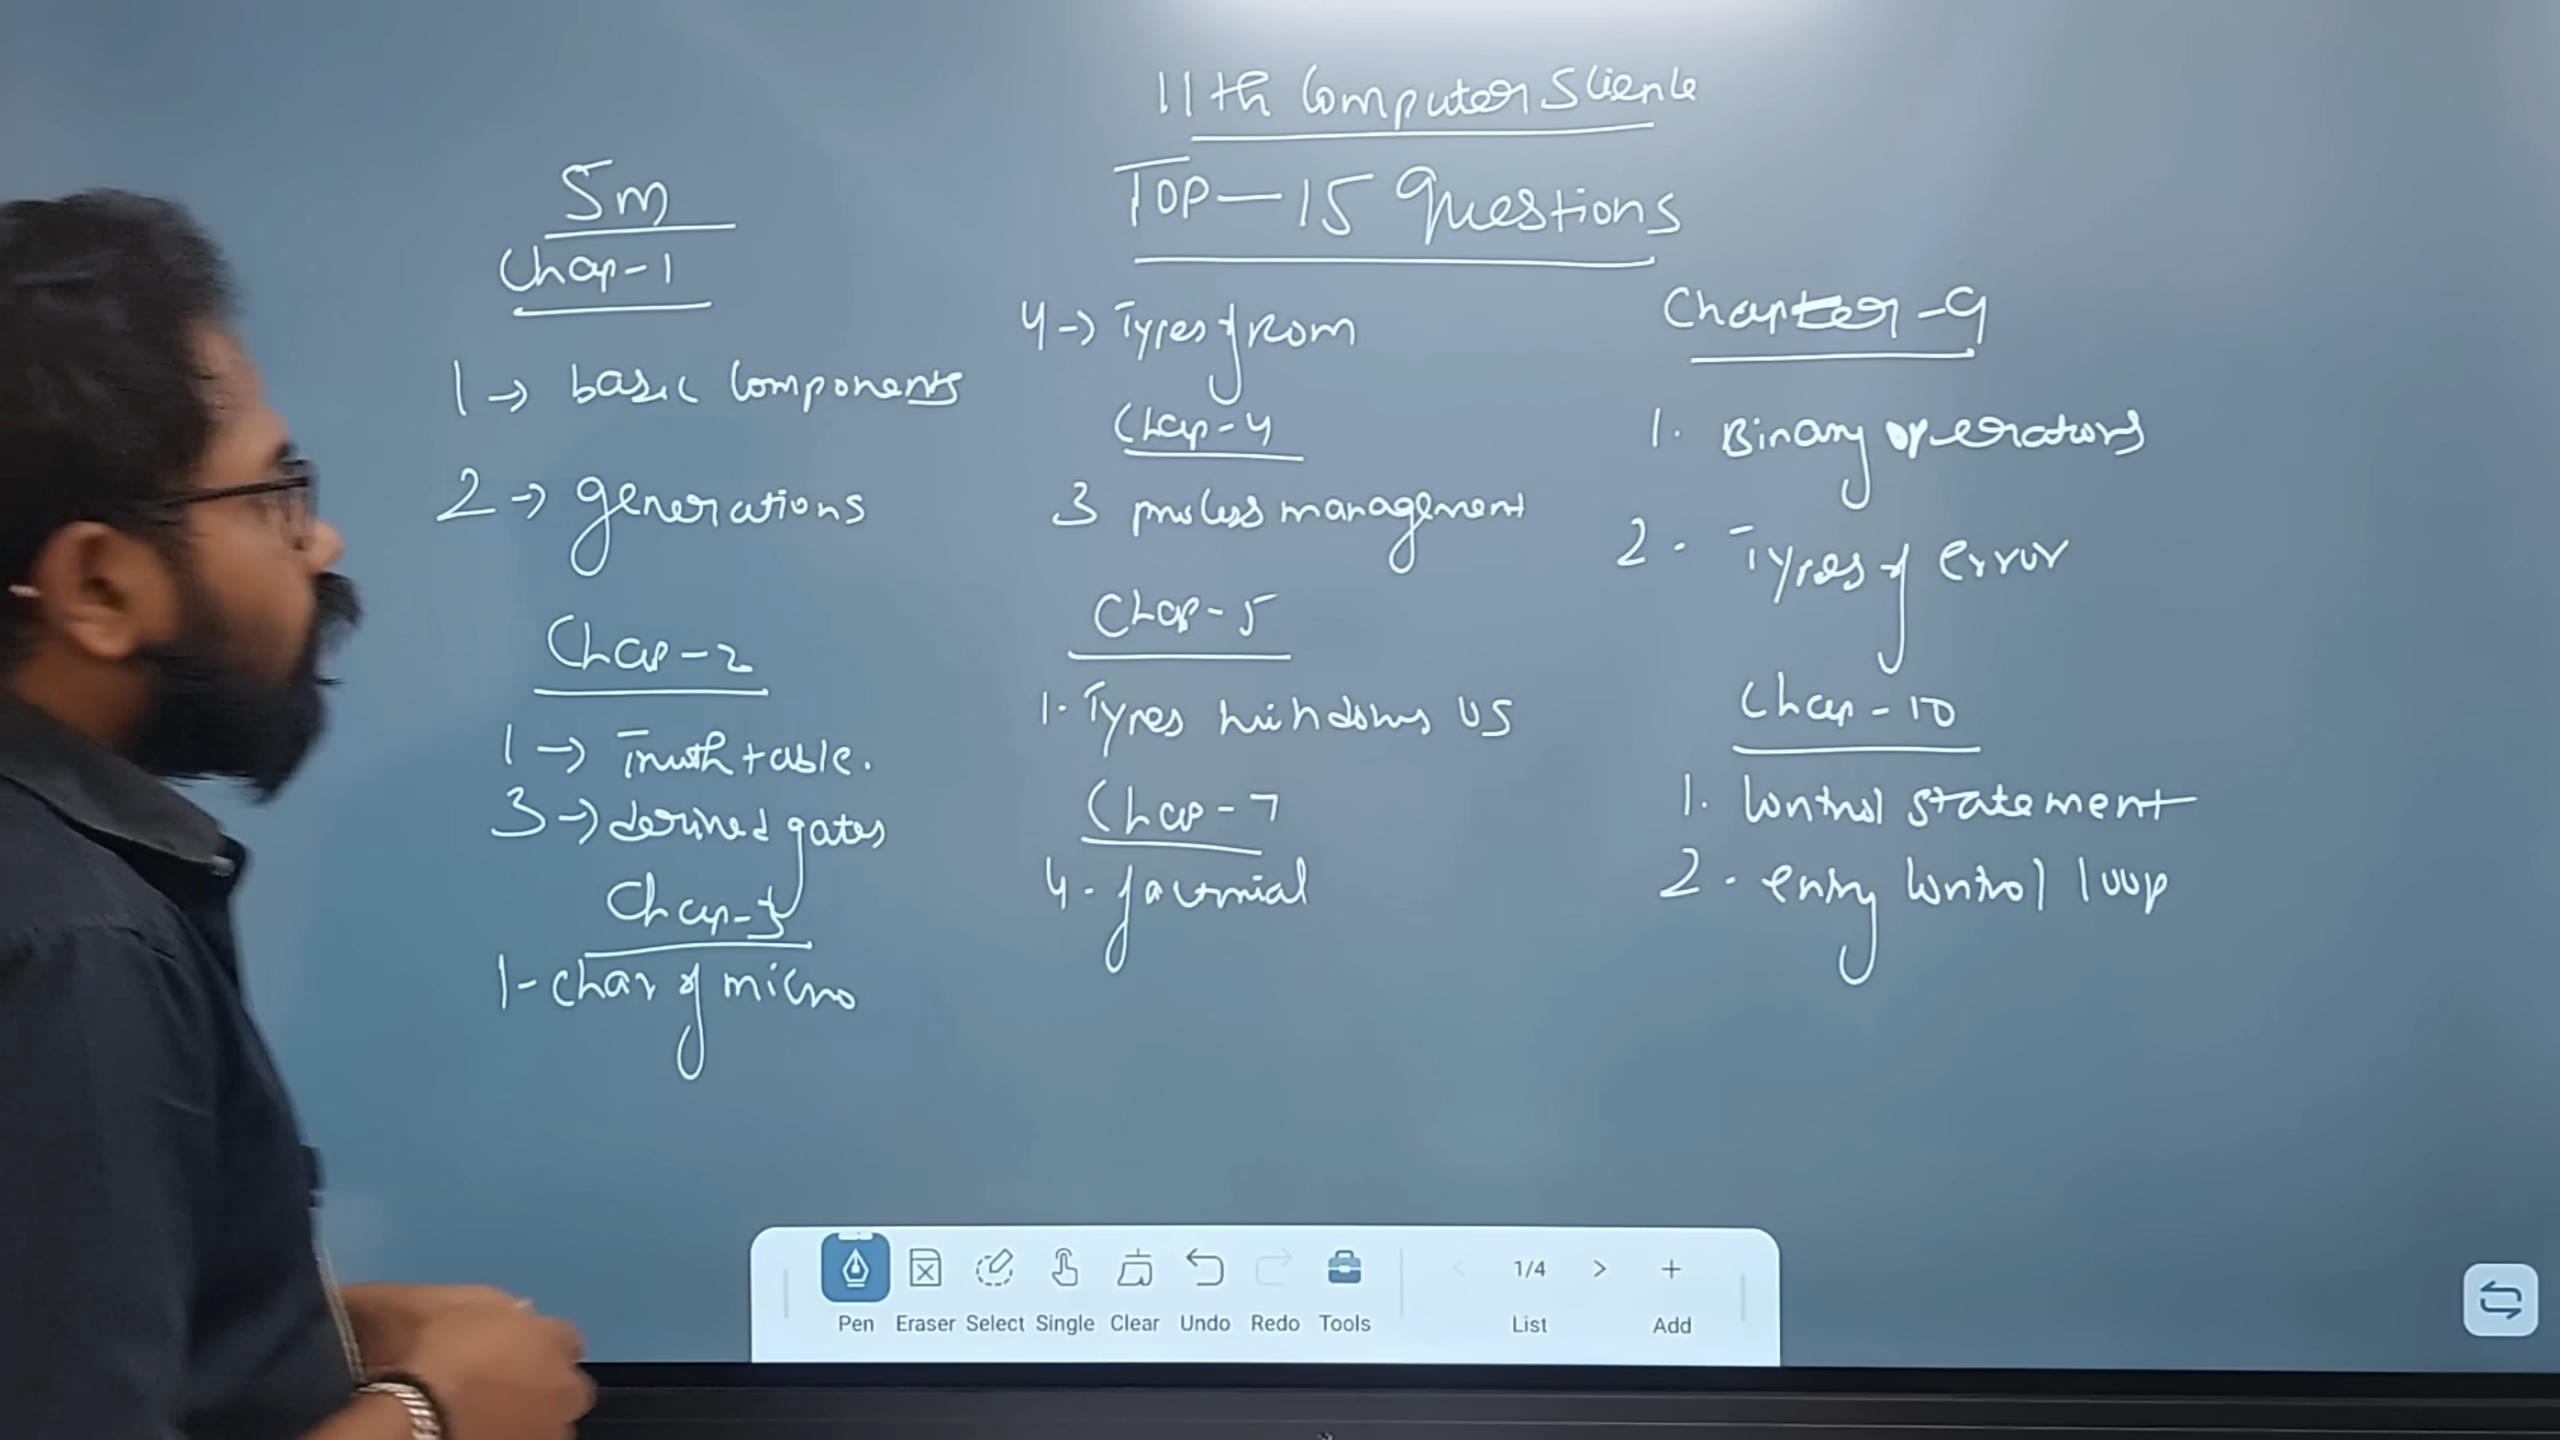 11th Computer Science
Top-15 Questions
5m
Chap-1
1→ basic components
2→ generations
Chap-2
1→ Truth table.
3→ derived gates
Chap-3
1-char of micro
4→ Types of ROM
Chap-4
3 process management
Chap-5
1. Types windows OS
Chap-7
4. factorial
Chapter-9
1. Binary operators
2. Types of error
Chap-10
1. Control statement
2. entry control loop
Pen Eraser Select Single Clear Undo Redo Tools
1/4
List
Add